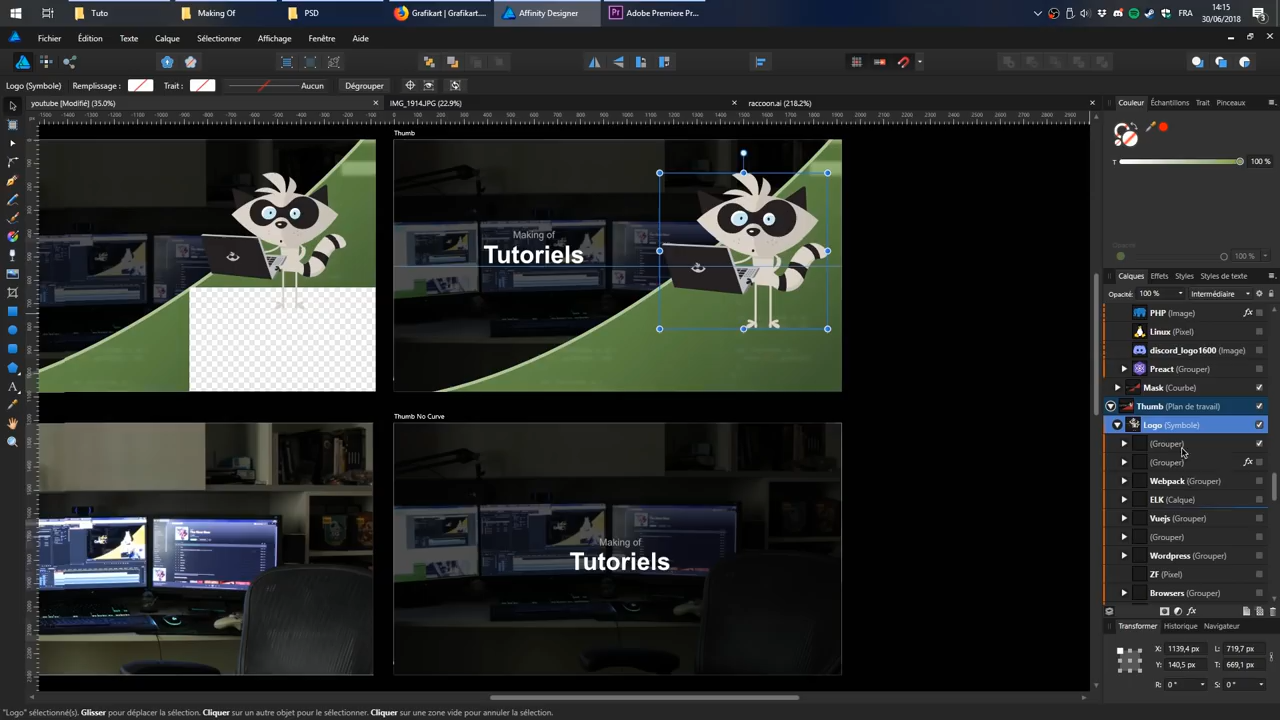 Tuto
Making Of
PSD
Grafikart | Grafikart....
Affinity Designer
Adobe Premiere Pr...
FRA
14:15
30/06/2018
Fichier
Édition
Texte
Calque
Sélectionner
Affichage
Fenêtre
Aide
Logo (Symbole)
Remplissage :
Trait :
Aucun
Dégrouper
youtube [Modifié] (35.0%)
IMG_1914.JPG (22.9%)
raccoon.ai (218.2%)
Thumb
Making of
Tutoriels
Thumb No Curve
Making of
Tutoriels
Couleur
Échantillons
Trait
Pinceaux
T
100 %
Opacité
100 %
Calques
Effets
Styles
Styles de texte
Opacité:
100 %
Intermédiaire
PHP (Image)
fx
Linux (Pixel)
discord_logo1600 (Image)
Preact (Grouper)
Mask (Courbe)
Thumb (Plan de travail)
Logo (Symbole)
(Grouper)
(Grouper)
fx
Webpack (Grouper)
ELK (Calque)
Vuejs (Grouper)
(Grouper)
Wordpress (Grouper)
ZF (Pixel)
Browsers (Grouper)
Transformer
Historique
Navigateur
X: 1139,4 px
L: 719,7 px
Y: 140,5 px
T: 669,1 px
R: 0 °
S: 0 °
"Logo" sélectionné(s). Glisser pour déplacer la sélection. Cliquer sur un autre objet pour le sélectionner. Cliquer sur une zone vide pour annuler la sélection.